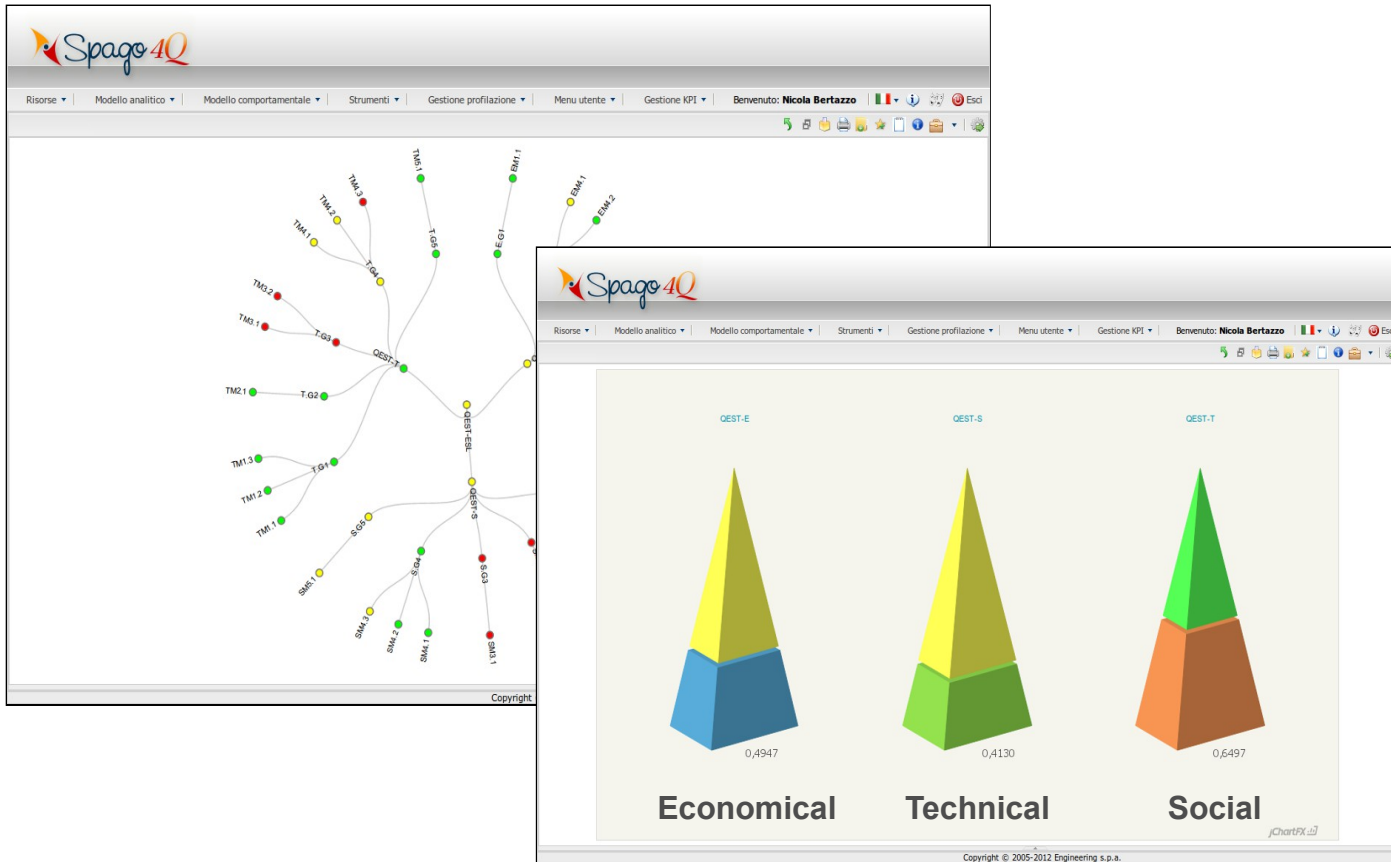 Spago 4Q
Risorse Modello analitico Modello comportamentale Strumenti Gestione profilazione Menu utente Gestione KPI Benvenuto: Nicola Bertazzo Esci
TM5.1
EM1.1
TM4.3
EM4.1
TM4.2
EM4.2
TM4.1
T.G5
E.G1
T.G4
TM3.2
TM3.1
T.G3
QEST-T
TM2.1
T.G2
QEST-ESL
TM1.3
T.G1
TM1.2
QEST-S
TM1.1
S.G5
S.G4
S.G3
SM5.1
SM4.3
SM4.2
SM4.1
SM3.1
Copyright
Spago 4Q
Risorse Modello analitico Modello comportamentale Strumenti Gestione profilazione Menu utente Gestione KPI Benvenuto: Nicola Bertazzo
QEST-E QEST-S QEST-T
0,4947 0,4130 0,6497
Economical Technical Social
jChartFX
Copyright © 2005-2012 Engineering s.p.a.